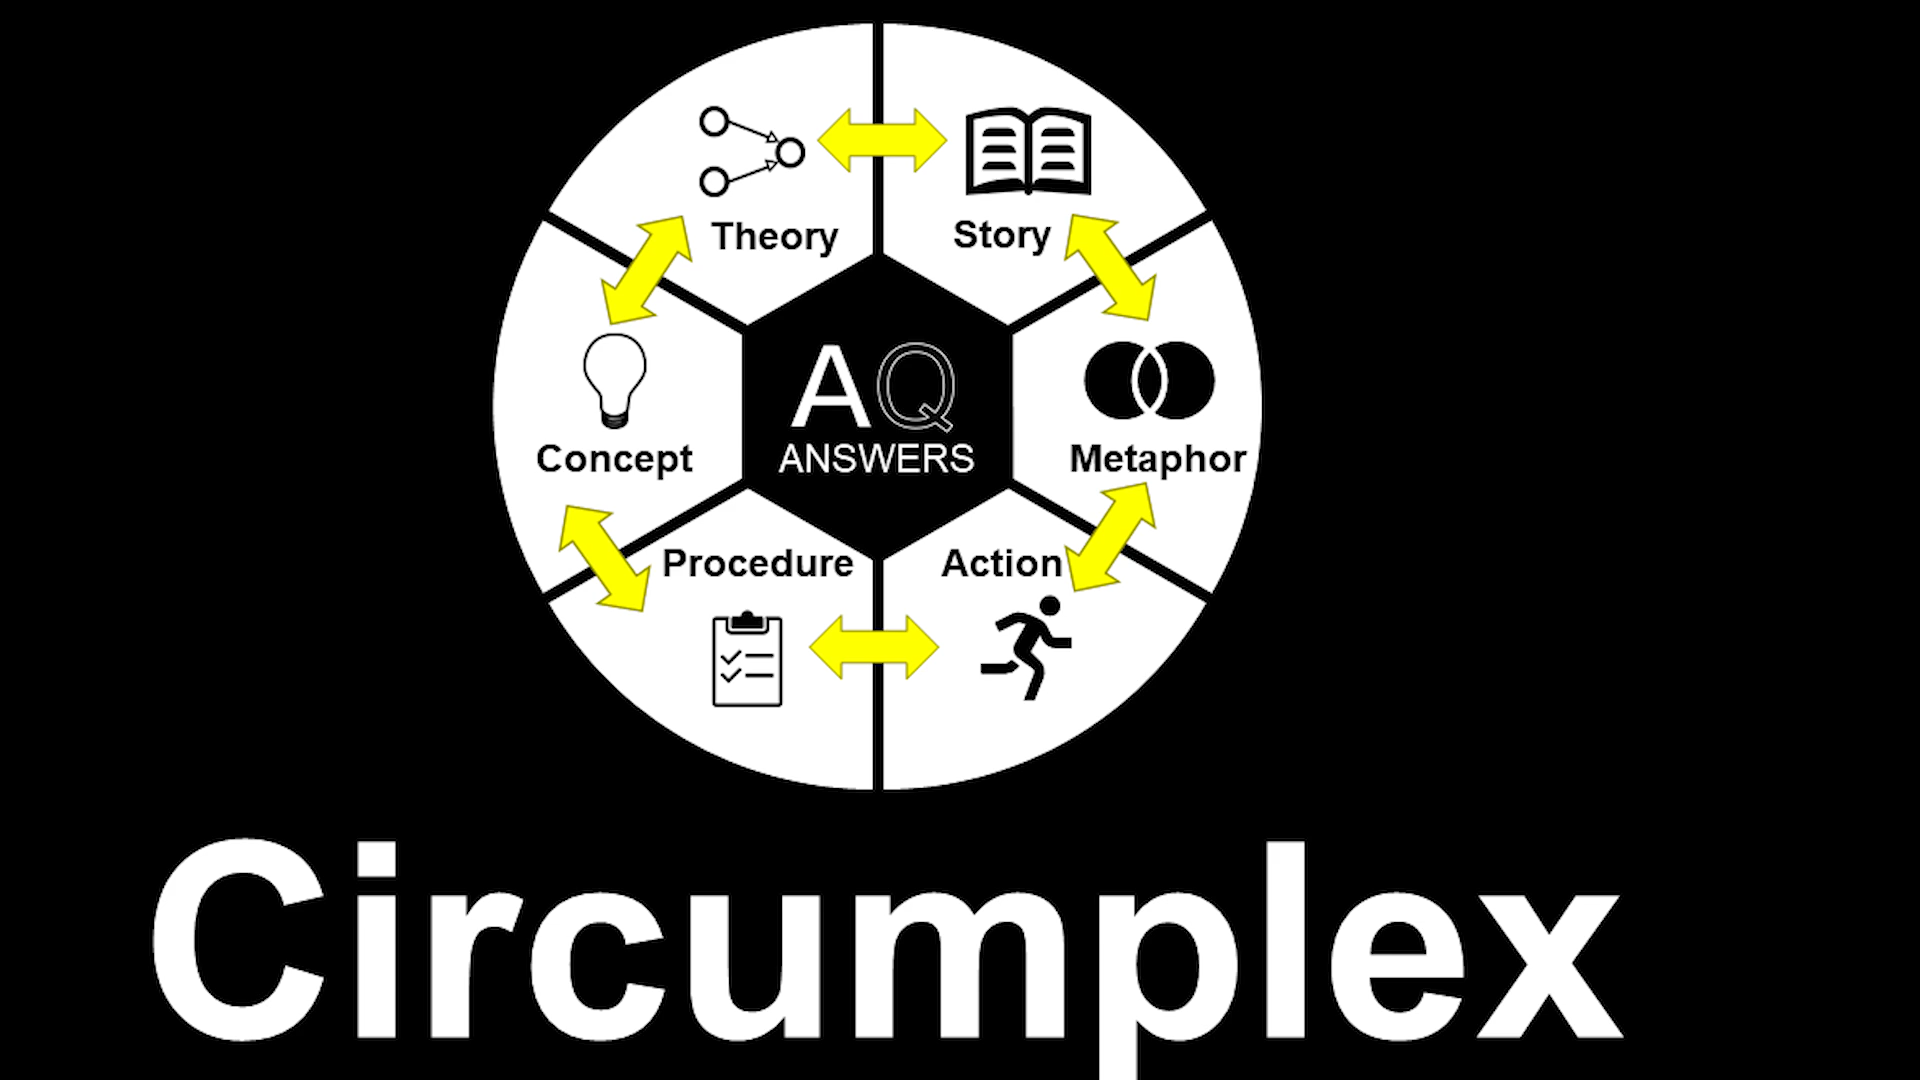 Theory
Story
AQ
ANSWERS
Concept
Metaphor
Procedure
Action
Circumplex